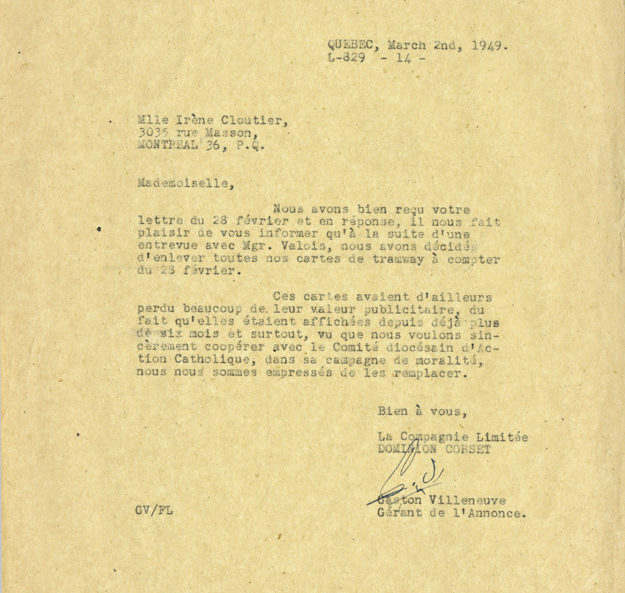 QUEBEC, March 2nd, 1949.
L-829 - 14 -
Mlle Irène Cloutier,
3035 rue Masson,
MONTREAL 36, P.Q.
Mademoiselle,
Nous avons bien reçu votre
lettre du 28 février et en réponse, il nous fait
plaisir de vous informer qu'à la suite d'une
entrevue avec Mgr. Valois, nous avons décidés
d'enlever toutes nos cartes de tramway à compter
du 28 février.
Ces cartes avaient d'ailleurs
perdu beaucoup de leur valeur publicitaire, du
fait qu'elles étaient affichées depuis déjà plus
de six mois et surtout, vu que nous voulons sin-
cèrement coopérer avec le Comité diocésain d'Ac-
tion Catholique, dans sa campagne de moralité,
nous nous sommes empressés de les remplacer.
Bien à vous,
La Compagnie Limitée
DOMINION CORSET
Gaston Villeneuve
GV/FL
Gérant de l'Annonce.